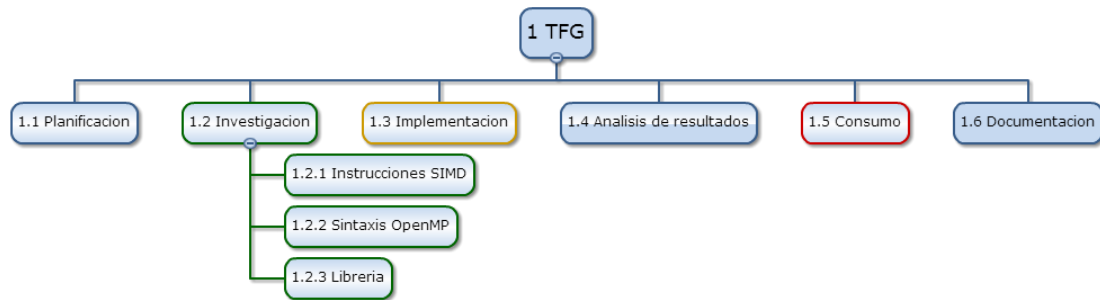 1 TFG
1.1 Planificacion
1.2 Investigacion
1.3 Implementacion
1.4 Analisis de resultados
1.5 Consumo
1.6 Documentacion
1.2.1 Instrucciones SIMD
1.2.2 Sintaxis OpenMP
1.2.3 Libreria